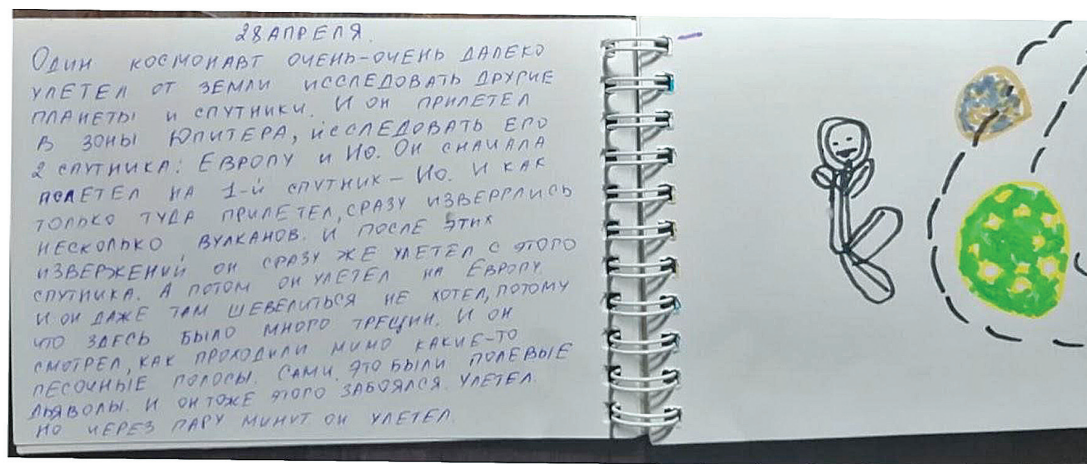 28 АПРЕЛЯ.
ОДИН КОСМОНАВТ ОЧЕНЬ-ОЧЕНЬ ДАЛЕКО
УЛЕТЕЛ ОТ ЗЕМЛИ ИССЛЕДОВАТЬ ДРУГИЕ
ПЛАНЕТЫ И СПУТНИКИ. И ОН ПРИЛЕТЕЛ
В ЗОНЫ ЮПИТЕРА, ИССЛЕДОВАТЬ ЕГО
2 СПУТНИКА: ЕВРОПУ И ИО. ОН СНАЧАЛА
ПОЛЕТЕЛ НА 1-Й СПУТНИК - ИО. И КАК
ТОЛЬКО ТУДА ПРИЛЕТЕЛ, СРАЗУ ИЗВЕРГЛИСЬ
НЕСКОЛЬКО ВУЛКАНОВ. И ПОСЛЕ ЭТИХ
ИЗВЕРЖЕНИЙ ОН СРАЗУ ЖЕ УЛЕТЕЛ С ЭТОГО
СПУТНИКА. А ПОТОМ ОН УЛЕТЕЛ НА ЕВРОПУ.
И ОН ДАЖЕ ТАМ ШЕВЕЛИТЬСЯ НЕ ХОТЕЛ, ПОТОМУ
ЧТО ЗДЕСЬ БЫЛО МНОГО ТРЕЩИН. И ОН
СМОТРЕЛ, КАК ПРОХОДИЛИ МИМО КАКИЕ-ТО
ПЕСОЧНЫЕ ПОЛОСЫ. САМИ ЭТО БЫЛИ ПОЛЕВЫЕ
ДЬЯВОЛЫ. И ОН ТОЖЕ ЭТОГО ЗАБОЯЛСЯ. УЛЕТЕЛ.
НО ЧЕРЕЗ ПАРУ МИНУТ ОН УЛЕТЕЛ.